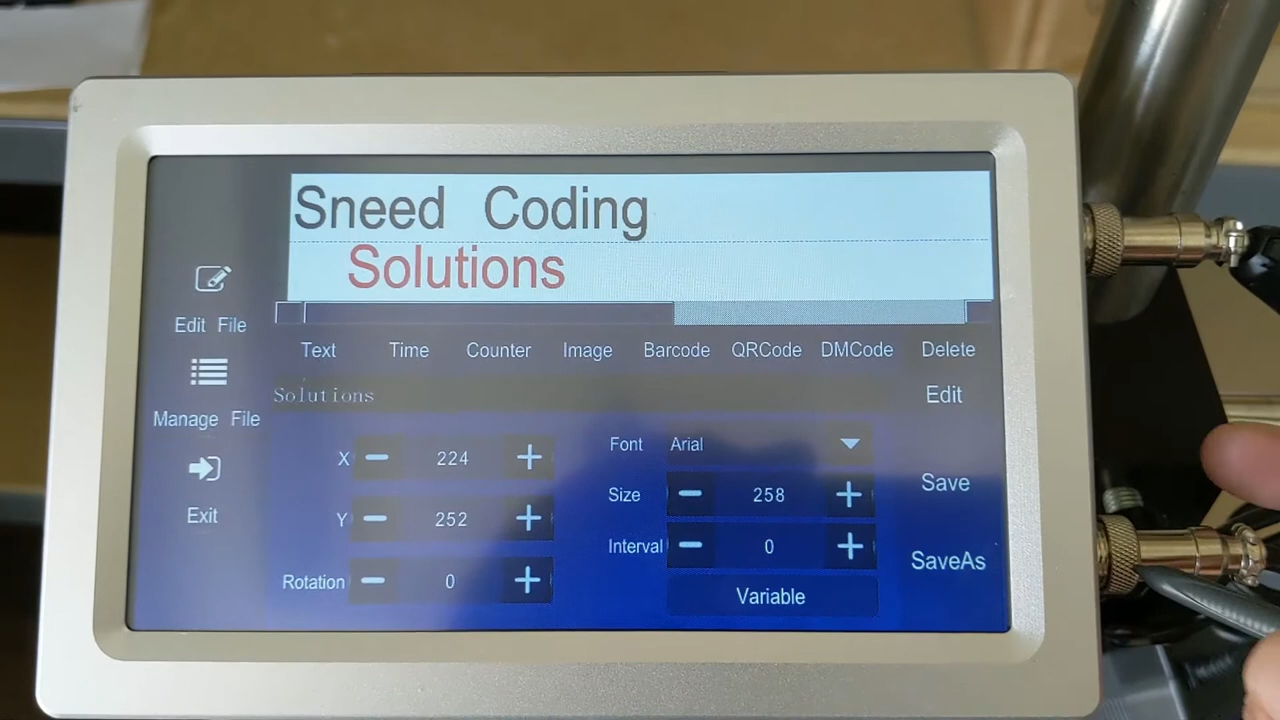 Sneed Coding
Solutions
Edit File
Manage File
Exit
Text Time Counter Image Barcode QRCode DMCode Delete
Solutions Edit
X 224
Y 252
Rotation 0
Font Arial
Size 258
Interval 0
Variable
Save
SaveAs